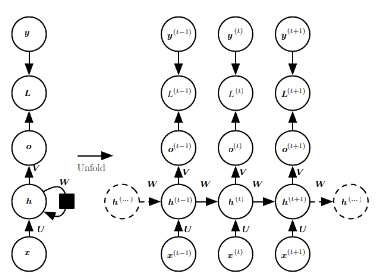 y y^(t−1) y^(t) y^(t+1)
L L^(t−1) L^(t) L^(t+1)
o o^(t−1) o^(t) o^(t+1)
V Unfold V V V
W W W W W
h h^(...) h^(t−1) h^(t) h^(t+1) h^(...)
U U U U
x x^(t−1) x^(t) x^(t+1)